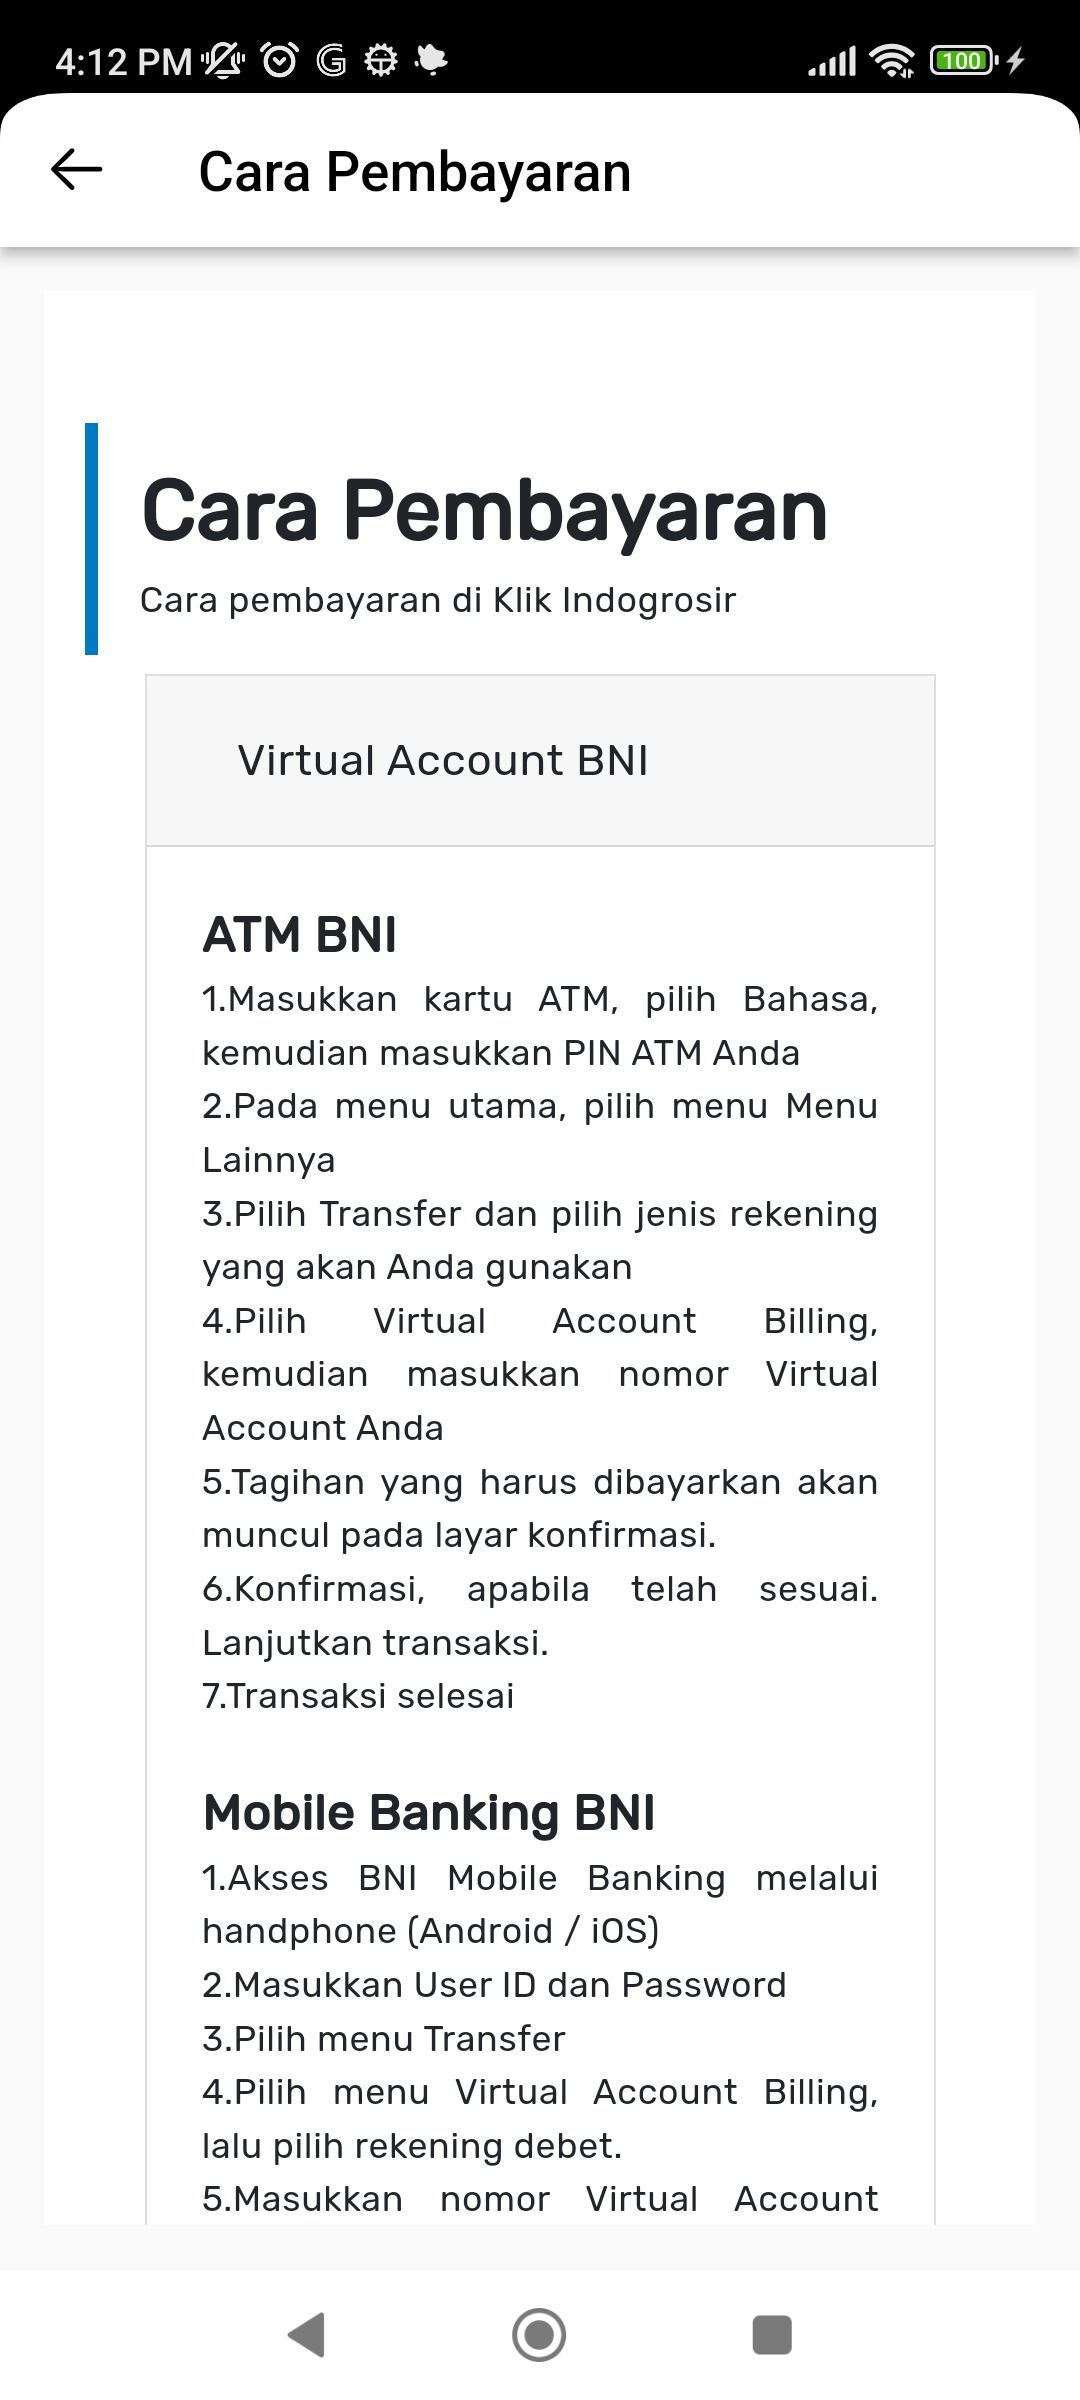 4:12 PM
100
Cara Pembayaran
Cara Pembayaran
Cara pembayaran di Klik Indogrosir
Virtual Account BNI
ATM BNI
1.Masukkan kartu ATM, pilih Bahasa,
kemudian masukkan PIN ATM Anda
2.Pada menu utama, pilih menu Menu
Lainnya
3.Pilih Transfer dan pilih jenis rekening
yang akan Anda gunakan
4.Pilih Virtual Account Billing,
kemudian masukkan nomor Virtual
Account Anda
5.Tagihan yang harus dibayarkan akan
muncul pada layar konfirmasi.
6.Konfirmasi, apabila telah sesuai.
Lanjutkan transaksi.
7.Transaksi selesai
Mobile Banking BNI
1.Akses BNI Mobile Banking melalui
handphone (Android / iOS)
2.Masukkan User ID dan Password
3.Pilih menu Transfer
4.Pilih menu Virtual Account Billing,
lalu pilih rekening debet.
5.Masukkan nomor Virtual Account